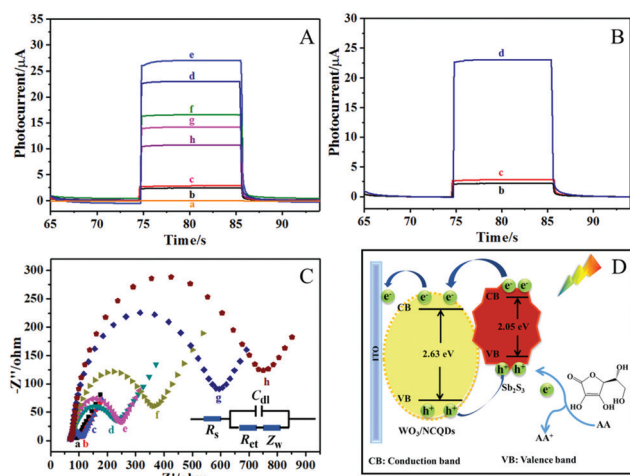 A
Photocurrent/μA
35
30
25
20
15
10
5
0
e
d
f
g
h
c
b
a
65 70 75 80 85 90
Time/s
B
Photocurrent/μA
30
25
20
15
10
5
0
d
c
b
65 70 75 80 85 90
Time/s
C
-Z''/ohm
300
250
200
150
100
50
0
a
b
c
d
e
f
g
h
Cdl
Rs
Rct
Zw
0 100 200 300 400 500 600 700 800 900
D
ITO
e⁻
e⁻
e⁻
e⁻
e⁻
CB
CB
2.63 eV
2.05 eV
VB
VB
h⁺
h⁺
h⁺
h⁺
WO₃/NCQDs
Sb₂S₃
e⁻
HO
O
OH
O
HO
OH
AA⁺
AA
CB: Conduction band
VB: Valence band